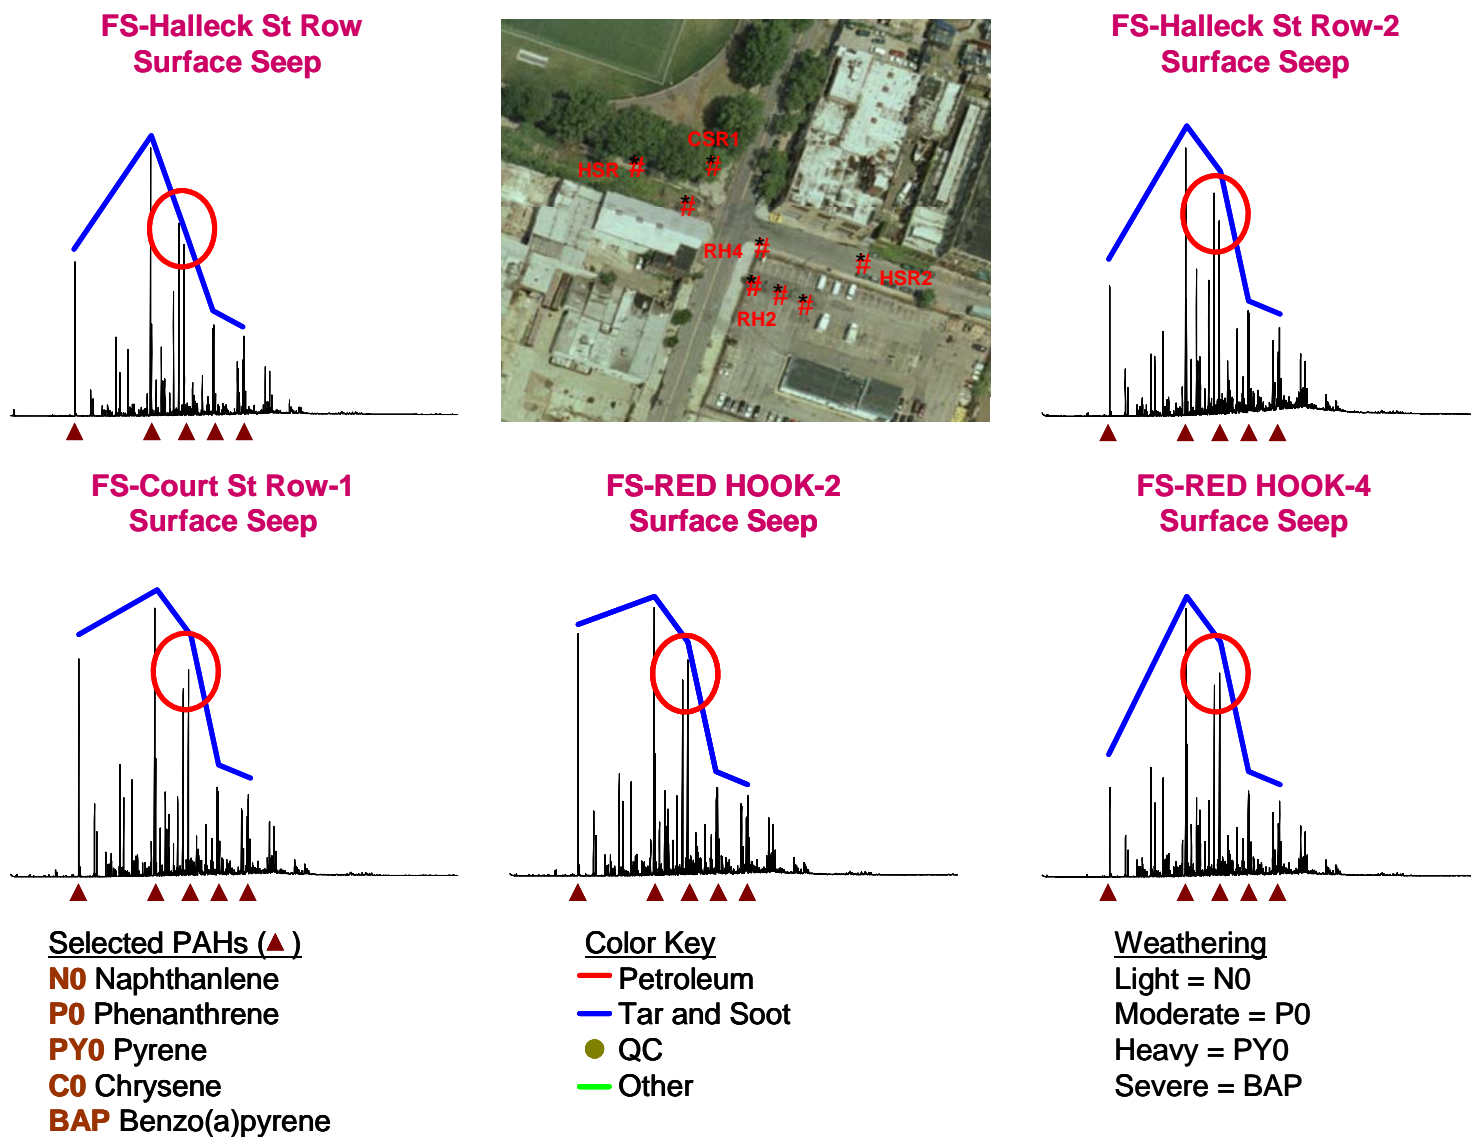 FS-Halleck St Row
Surface Seep
FS-Halleck St Row-2
Surface Seep
CSR1
*
#
HSR
*
#
*
#
RH4
*
#
*
#
HSR2
*
#
*
#
*
#
RH2
FS-Court St Row-1
Surface Seep
FS-RED HOOK-2
Surface Seep
FS-RED HOOK-4
Surface Seep
Selected PAHs (▲)
N0 Naphthanlene
P0 Phenanthrene
PY0 Pyrene
C0 Chrysene
BAP Benzo(a)pyrene
Color Key
Petroleum
Tar and Soot
QC
Other
Weathering
Light = N0
Moderate = P0
Heavy = PY0
Severe = BAP